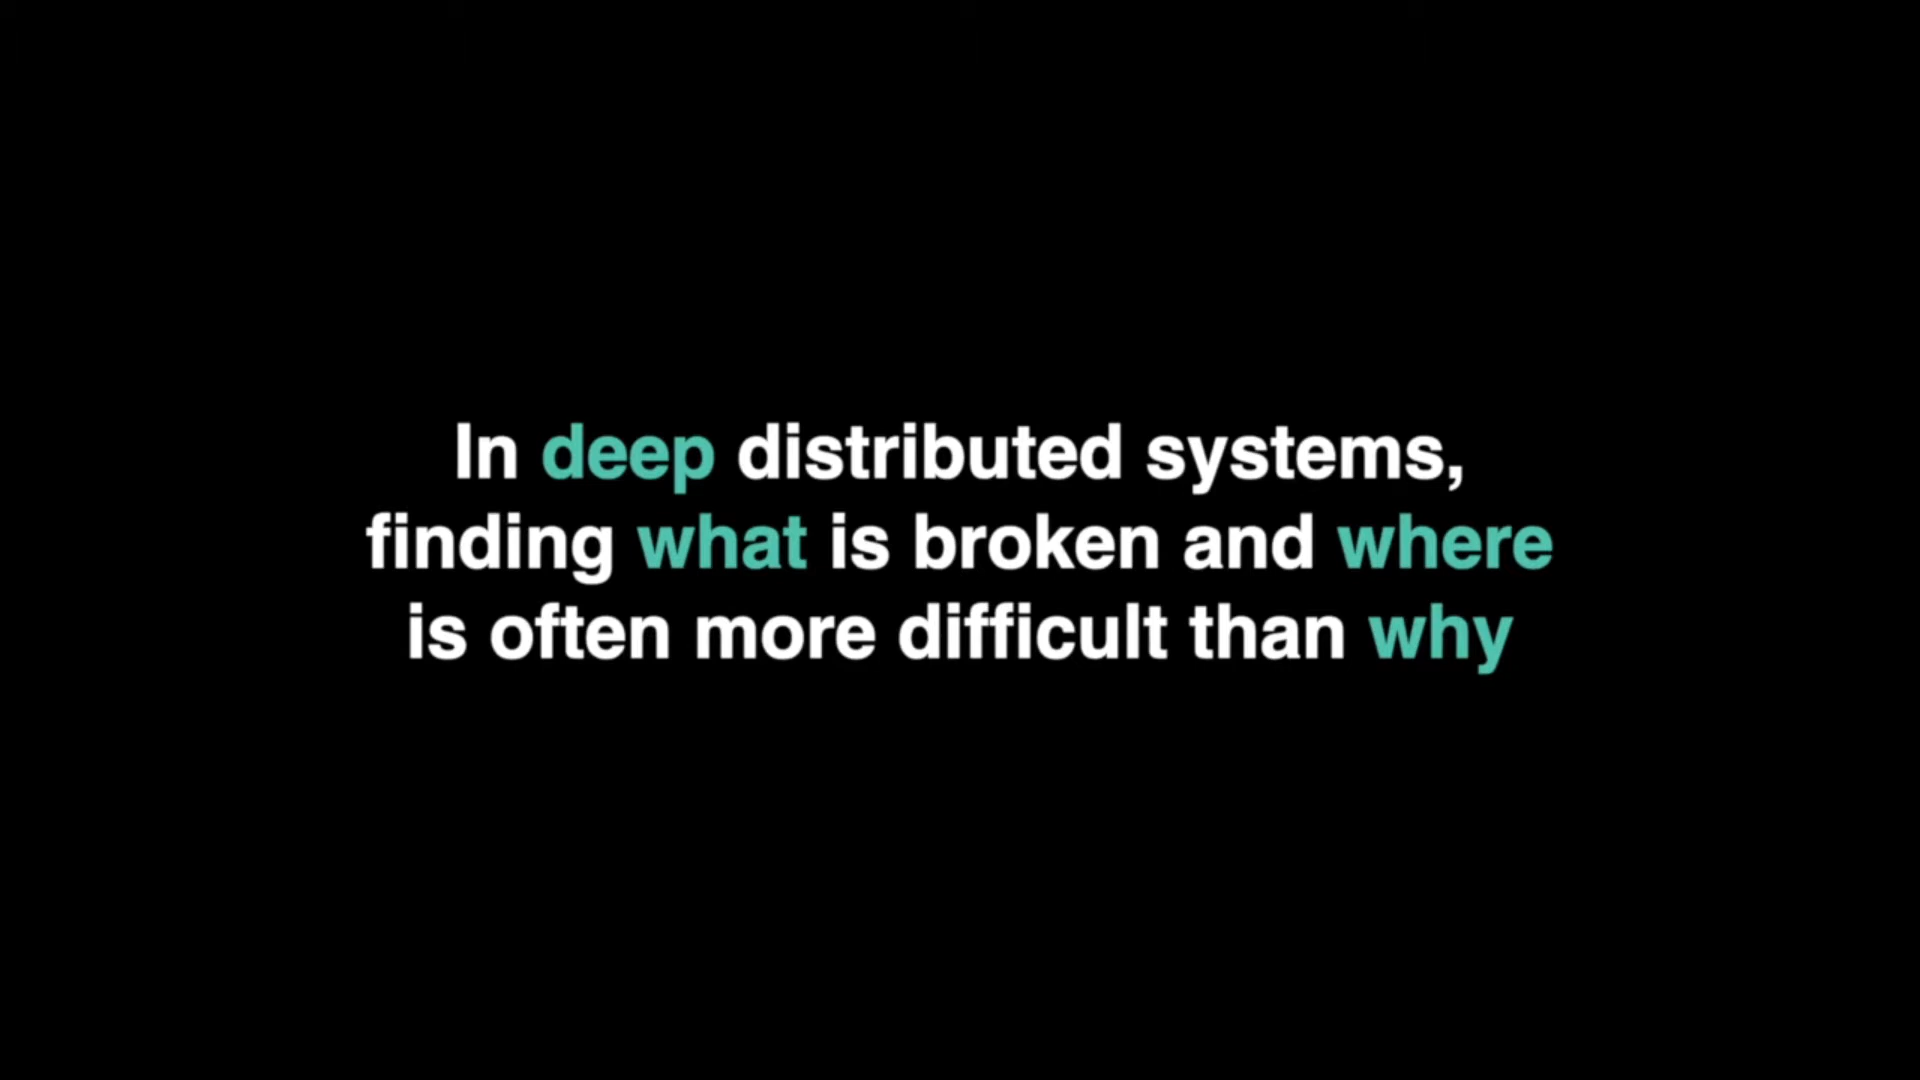 In deep distributed systems,
finding what is broken and where
is often more difficult than why